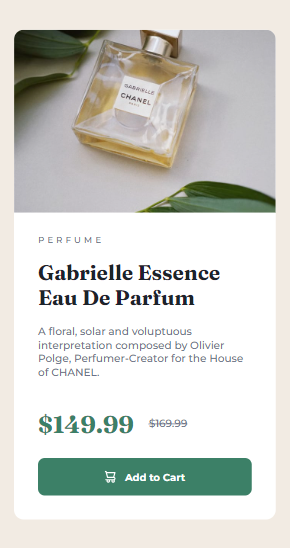 GABRIELLE
CHANEL
PERFUME
Gabrielle Essence
Eau De Parfum
A floral, solar and voluptuous
interpretation composed by Olivier
Polge, Perfumer-Creator for the House
of CHANEL.
$149.99 $169.99
Add to Cart